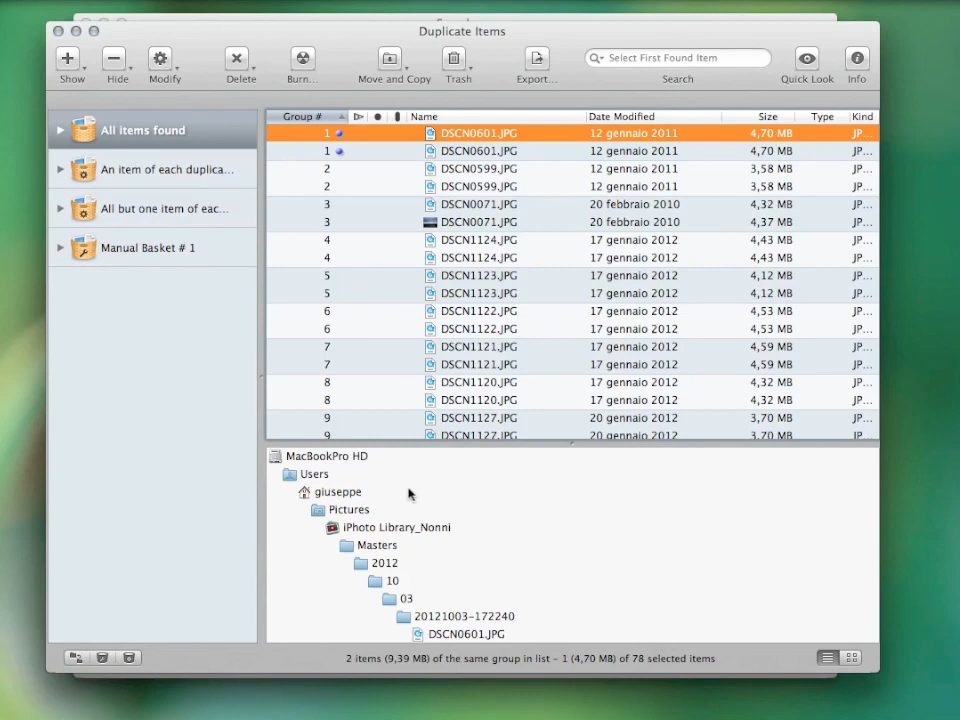 Duplicate Items
Show Hide Modify Delete Burn... Move and Copy Trash Export... Select First Found Item Search Quick Look Info
All items found
An item of each duplica...
All but one item of eac...
Manual Basket # 1
Group # Name Date Modified Size Type Kind
1 DSCN0601.JPG 12 gennaio 2011 4,70 MB JP...
1 DSCN0601.JPG 12 gennaio 2011 4,70 MB JP...
2 DSCN0599.JPG 12 gennaio 2011 3,58 MB JP...
2 DSCN0599.JPG 12 gennaio 2011 3,58 MB JP...
3 DSCN0071.JPG 20 febbraio 2010 4,32 MB JP...
3 DSCN0071.JPG 20 febbraio 2010 4,37 MB JP...
4 DSCN1124.JPG 17 gennaio 2012 4,43 MB JP...
4 DSCN1124.JPG 17 gennaio 2012 4,43 MB JP...
5 DSCN1123.JPG 17 gennaio 2012 4,12 MB JP...
5 DSCN1123.JPG 17 gennaio 2012 4,12 MB JP...
6 DSCN1122.JPG 17 gennaio 2012 4,53 MB JP...
6 DSCN1122.JPG 17 gennaio 2012 4,53 MB JP...
7 DSCN1121.JPG 17 gennaio 2012 4,59 MB JP...
7 DSCN1121.JPG 17 gennaio 2012 4,59 MB JP...
8 DSCN1120.JPG 17 gennaio 2012 4,32 MB JP...
8 DSCN1120.JPG 17 gennaio 2012 4,32 MB JP...
9 DSCN1127.JPG 20 gennaio 2012 3,70 MB JP...
9 DSCN1127.JPG 20 gennaio 2012 3,70 MB JP...
MacBookPro HD
Users
giuseppe
Pictures
iPhoto Library_Nonni
Masters
2012
10
03
20121003-172240
DSCN0601.JPG
2 items (9,39 MB) of the same group in list – 1 (4,70 MB) of 78 selected items